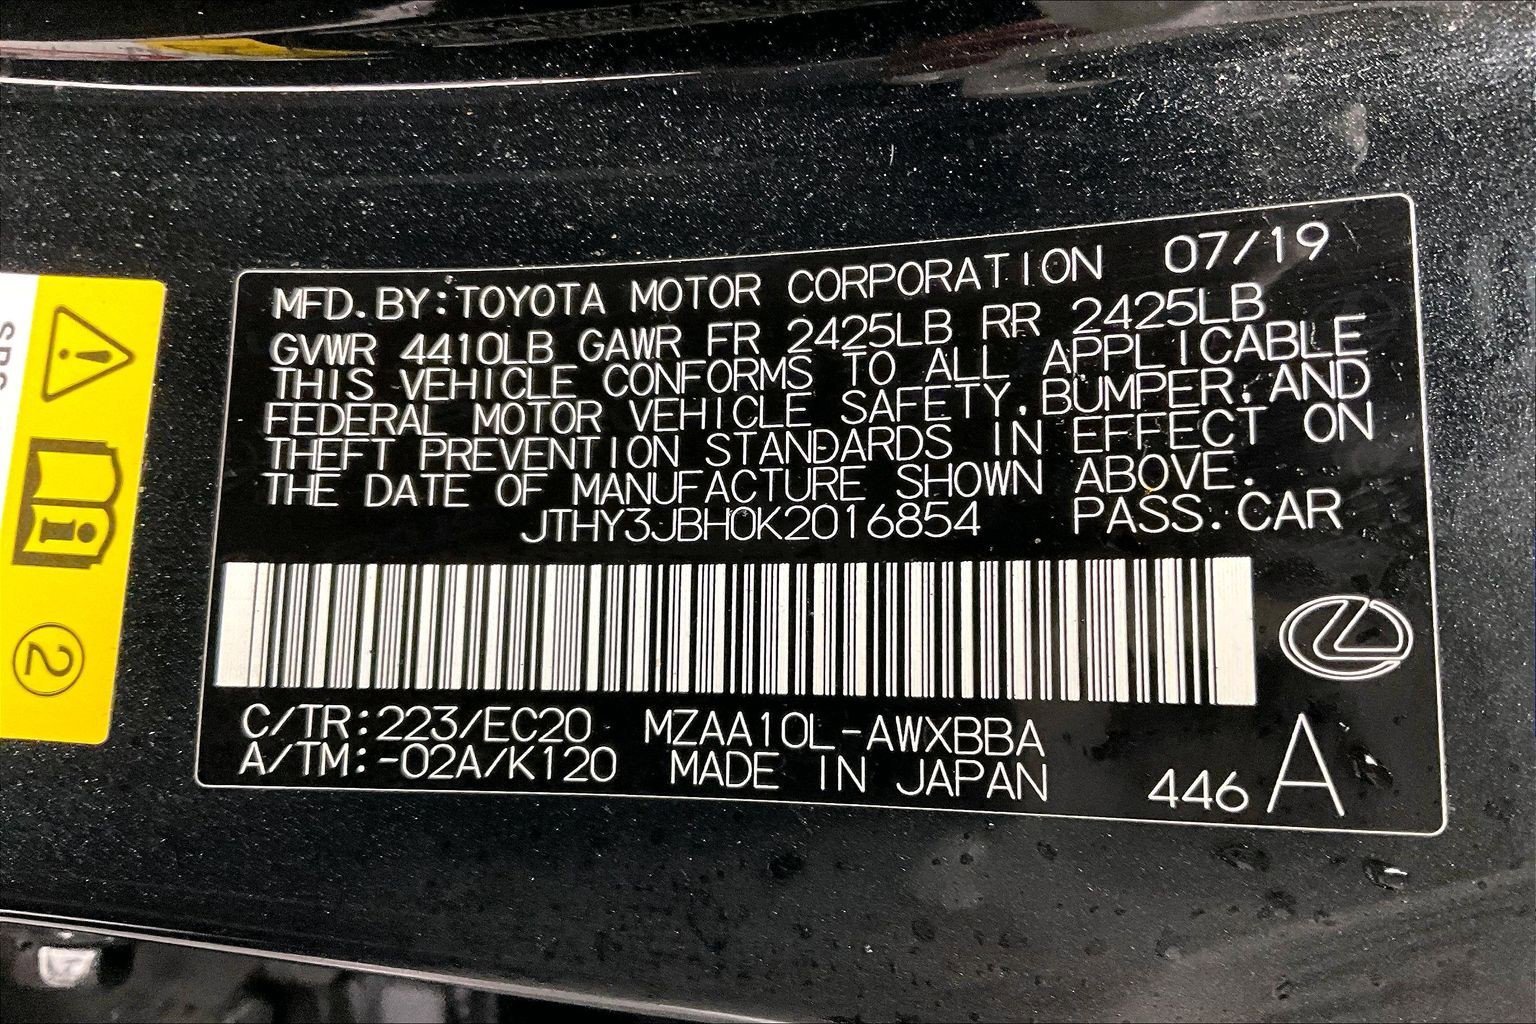 MFD. BY: TOYOTA MOTOR CORPORATION 07/19
GVWR 4410LB GAWR FR 2425LB RR 2425LB
THIS VEHICLE CONFORMS TO ALL APPLICABLE
FEDERAL MOTOR VEHICLE SAFETY, BUMPER, AND
THEFT PREVENTION STANDARDS IN EFFECT ON
THE DATE OF MANUFACTURE SHOWN ABOVE.
JTHY3JBH0K2016854 PASS. CAR
C/TR: 223/EC20 MZAA10L-AWXBBA
A/TM: -02A/K120 MADE IN JAPAN 446 A
2